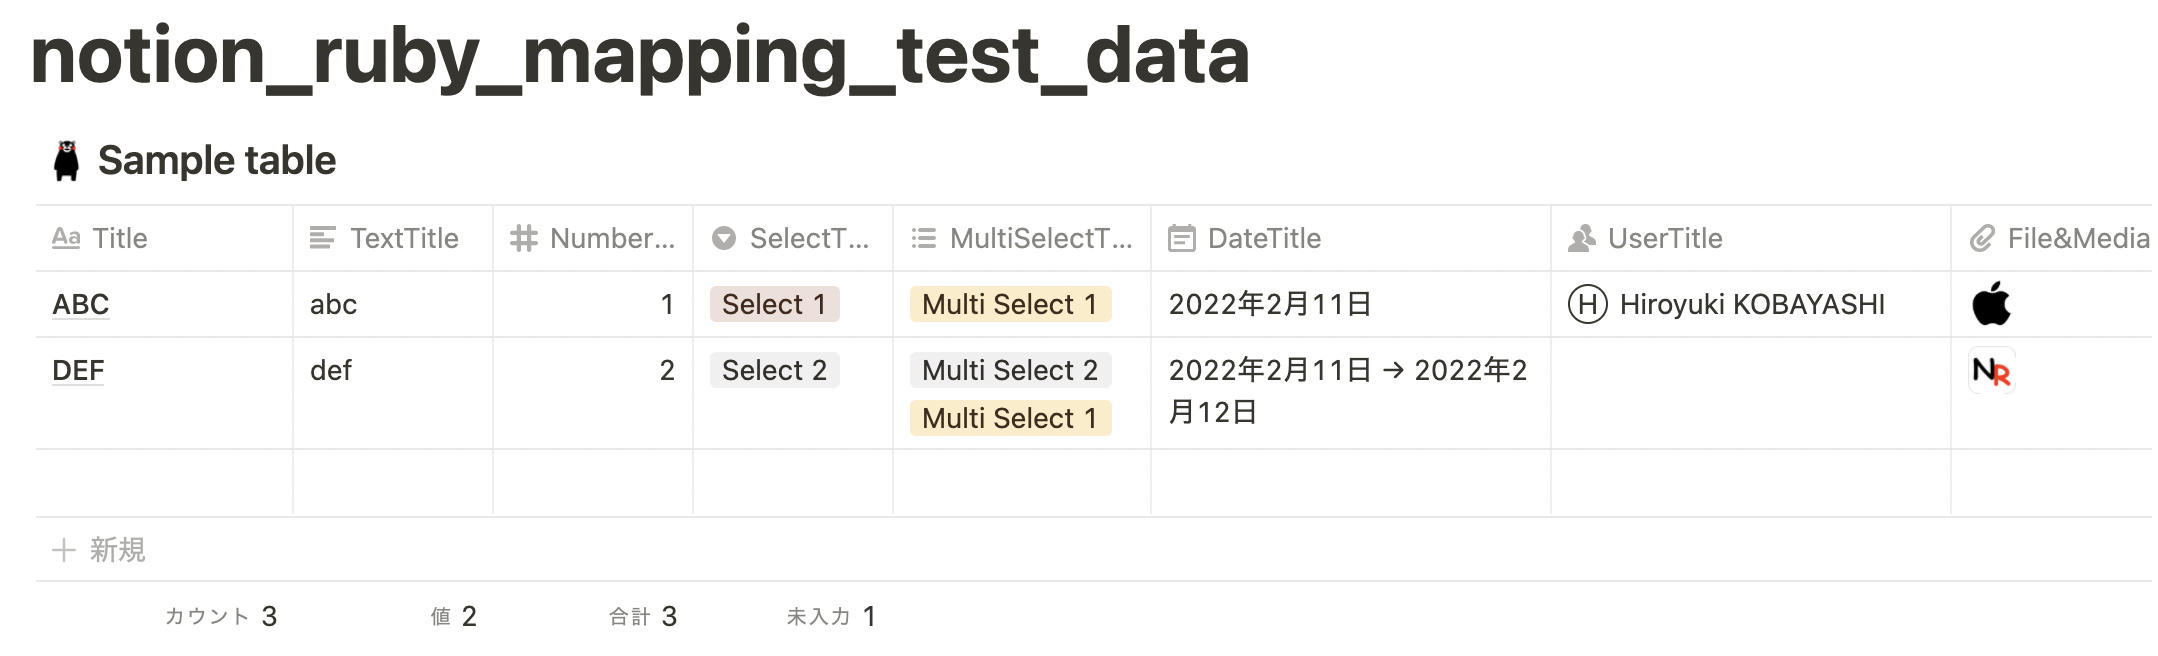 notion_ruby_mapping_test_data
Sample table
Aa Title TextTitle Number... SelectT... MultiSelectT... DateTitle UserTitle File&Media
ABC abc 1 Select 1 Multi Select 1 2022年2月11日 H Hiroyuki KOBAYASHI
DEF def 2 Select 2 Multi Select 2 2022年2月11日 → 2022年2 NR
Multi Select 1 月12日
+ 新規
カウント 3 値 2 合計 3 未入力 1